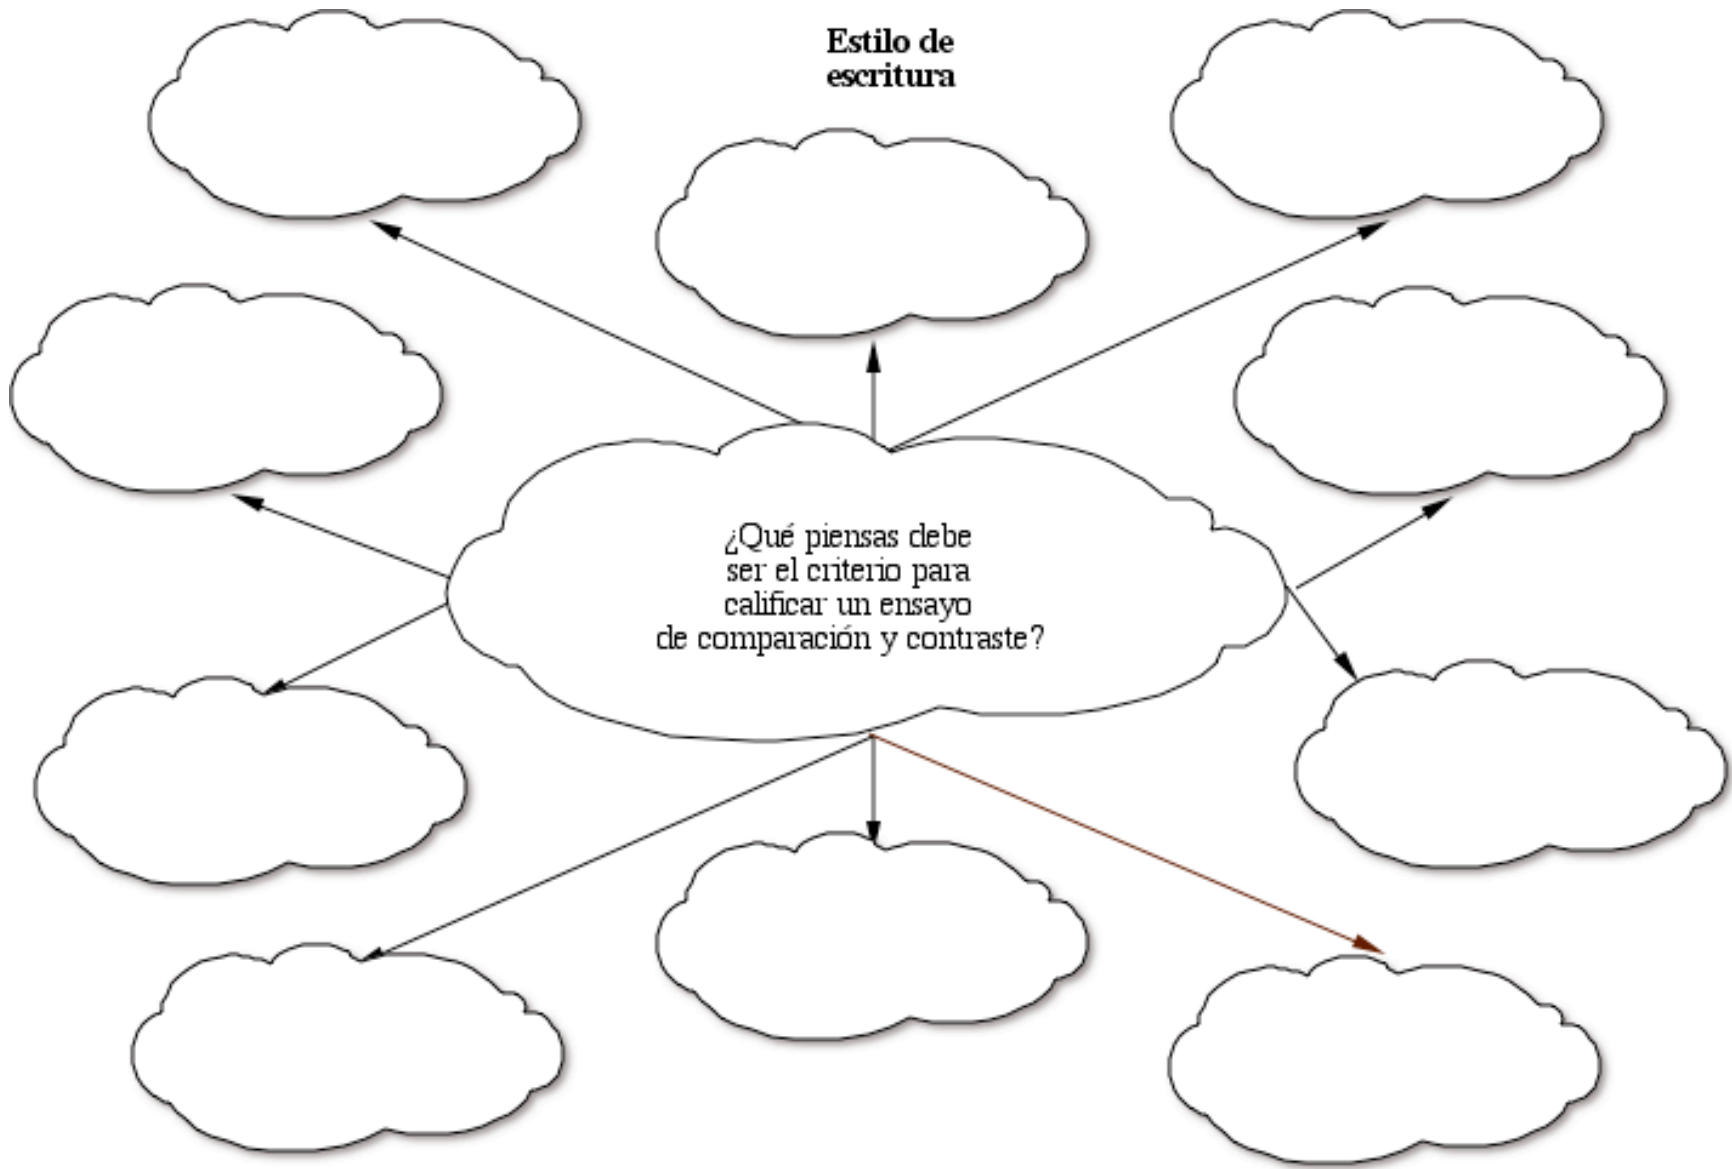 Estilo de
escritura
¿Qué piensas debe
ser el criterio para
calificar un ensayo
de comparación y contraste?